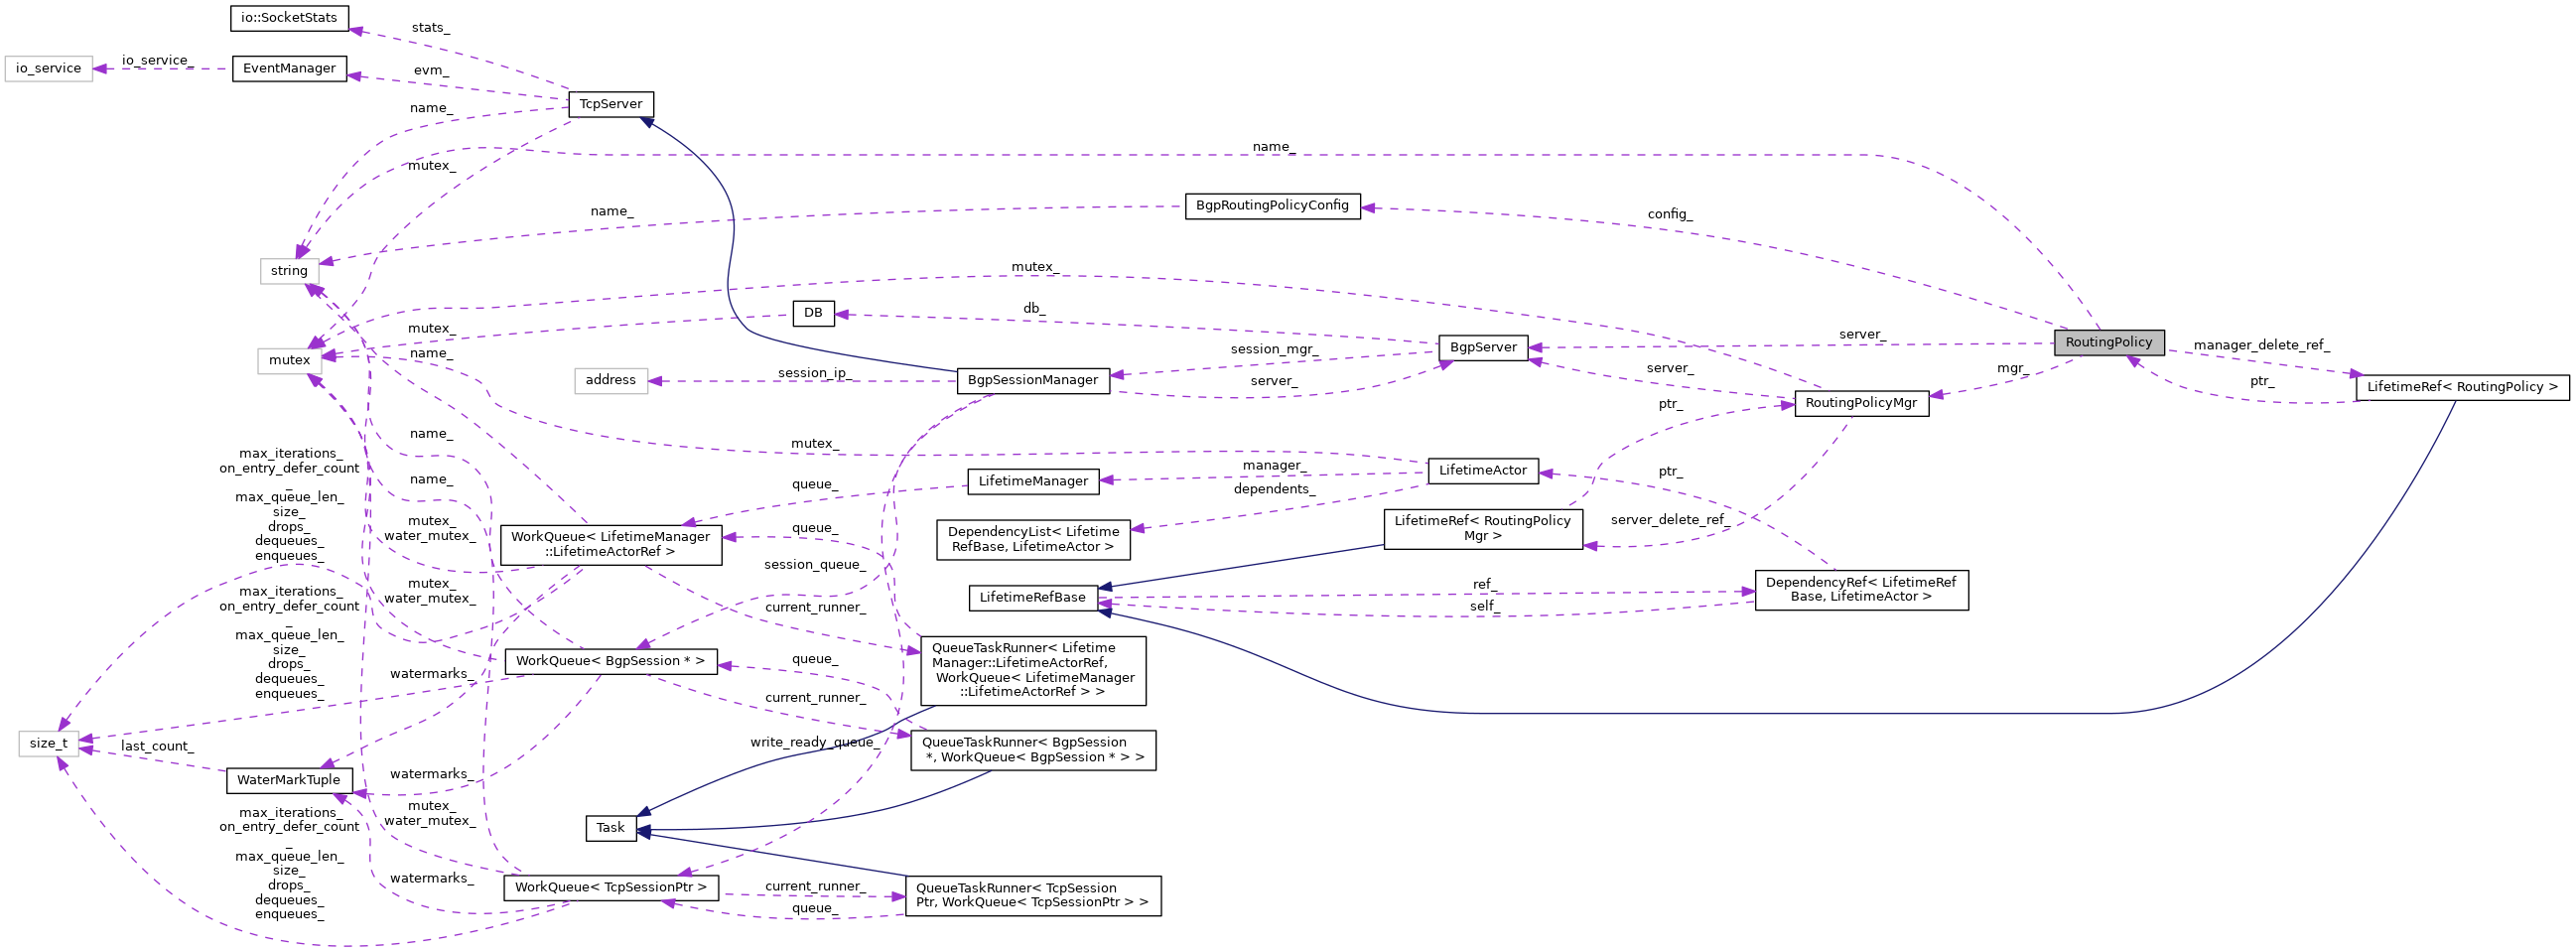 io::SocketStats
stats_
io_service
io_service_
EventManager
evm_
TcpServer
name_
mutex_
name_
BgpRoutingPolicyConfig
name_
config_
string
mutex_
DB
db_
server_
RoutingPolicy
manager_delete_ref_
mutex_
mutex
name_
session_mgr_
BgpServer
address
session_ip_
BgpSessionManager
server_
server_
mgr_
ptr_
LifetimeRef< RoutingPolicy >
ptr_
RoutingPolicyMgr
name_
mutex_
max_iterations_
on_entry_defer_count
_
max_queue_len_
size_
drops_
dequeues_
enqueues_
name_
queue_
LifetimeManager
manager_
dependents_
LifetimeActor
ptr_
mutex_
water_mutex_
WorkQueue< LifetimeManager
::LifetimeActorRef >
queue_
DependencyList< Lifetime
RefBase, LifetimeActor >
LifetimeRef< RoutingPolicy
Mgr >
server_delete_ref_
session_queue_
mutex_
water_mutex_
max_iterations_
on_entry_defer_count
_
max_queue_len_
size_
drops_
dequeues_
enqueues_
current_runner_
LifetimeRefBase
ref_
self_
DependencyRef< LifetimeRef
Base, LifetimeActor >
WorkQueue< BgpSession * >
queue_
QueueTaskRunner< Lifetime
Manager::LifetimeActorRef,
WorkQueue< LifetimeManager
::LifetimeActorRef > >
watermarks_
current_runner_
size_t
last_count_
write_ready_queue_
QueueTaskRunner< BgpSession
*, WorkQueue< BgpSession * > >
WaterMarkTuple
watermarks_
mutex_
water_mutex_
max_iterations_
on_entry_defer_count
_
max_queue_len_
size_
drops_
dequeues_
enqueues_
Task
watermarks_
WorkQueue< TcpSessionPtr >
current_runner_
queue_
QueueTaskRunner< TcpSession
Ptr, WorkQueue< TcpSessionPtr > >